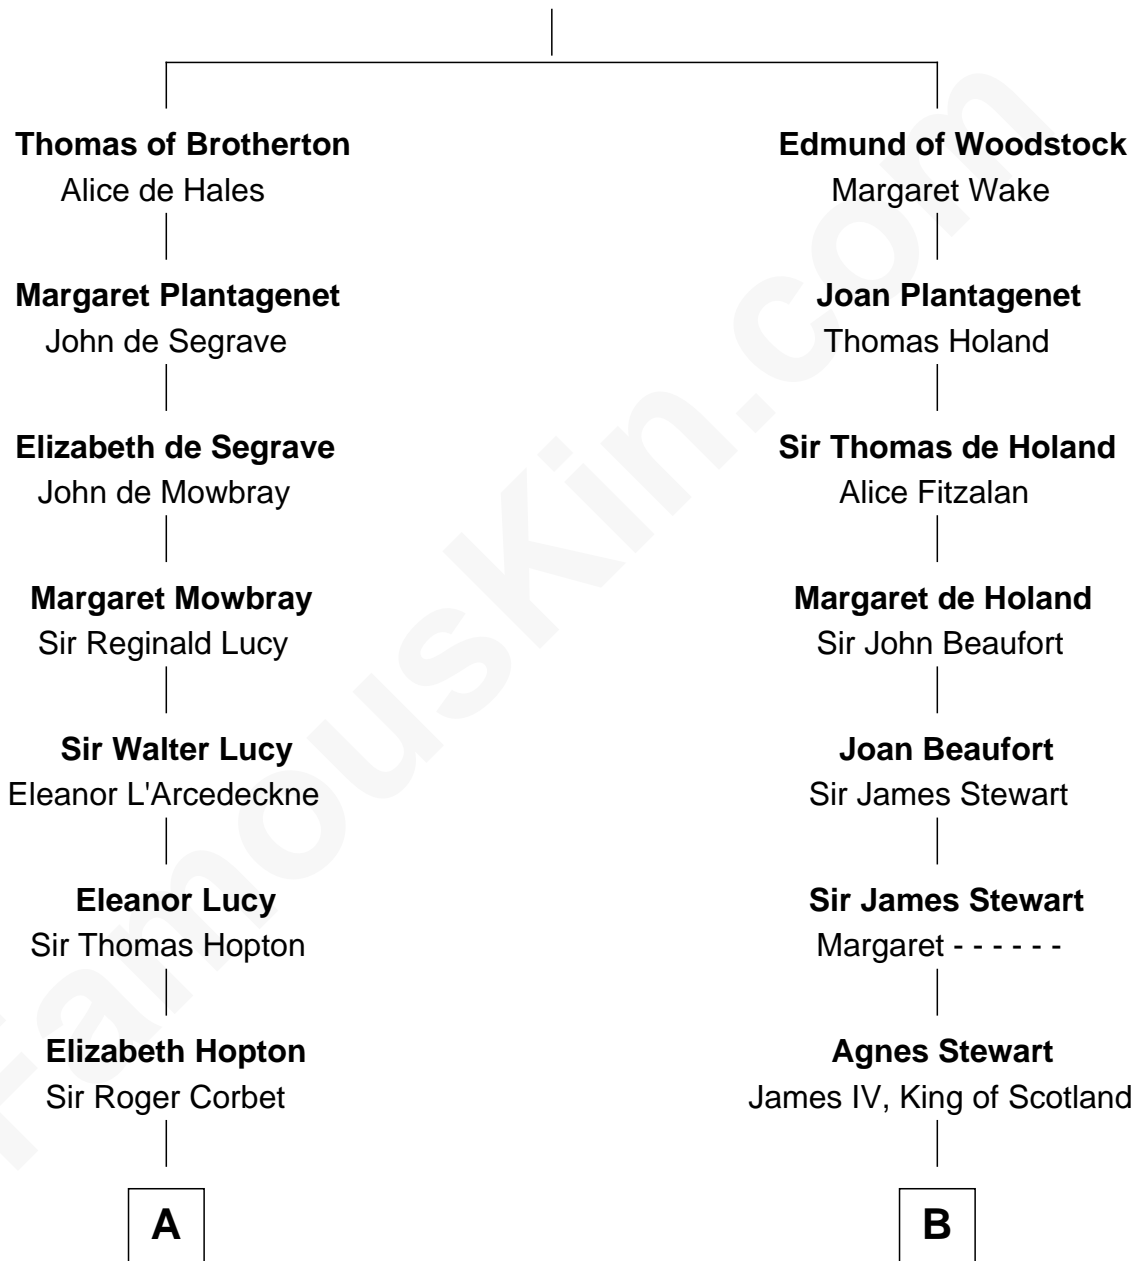 Thomas of Brotherton
Alice de Hales
Margaret Plantagenet
John de Segrave
Elizabeth de Segrave
John de Mowbray
Margaret Mowbray
Sir Reginald Lucy
Sir Walter Lucy
Eleanor L'Arcedeckne
Eleanor Lucy
Sir Thomas Hopton
Elizabeth Hopton
Sir Roger Corbet
A
Edmund of Woodstock
Margaret Wake
Joan Plantagenet
Thomas Holand
Sir Thomas de Holand
Alice Fitzalan
Margaret de Holand
Sir John Beaufort
Joan Beaufort
Sir James Stewart
Sir James Stewart
Margaret - - - - - -
Agnes Stewart
James IV, King of Scotland
B
FamousKin.com